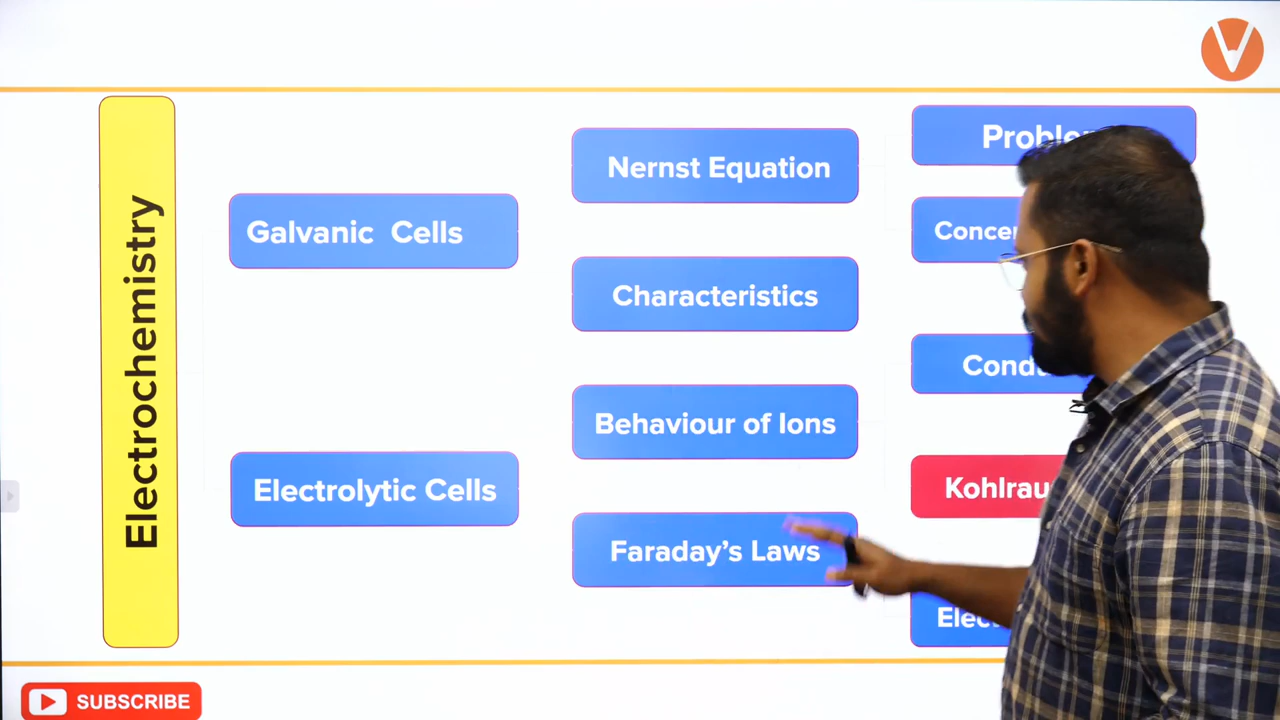 Electrochemistry
Galvanic Cells
Electrolytic Cells
Nernst Equation
Characteristics
Behaviour of Ions
Faraday's Laws
SUBSCRIBE